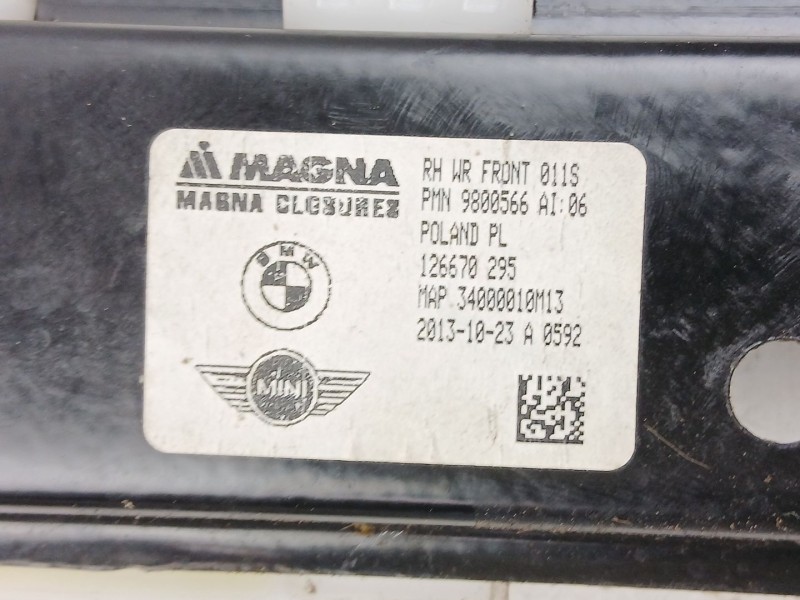 MAGNA
MAGNA CLOSURES
BMW
MINI
RH WR FRONT 011S
PMN 9800566 AI:06
POLAND PL
126670 295
MAP 34000010M13
2013-10-23 A 0592